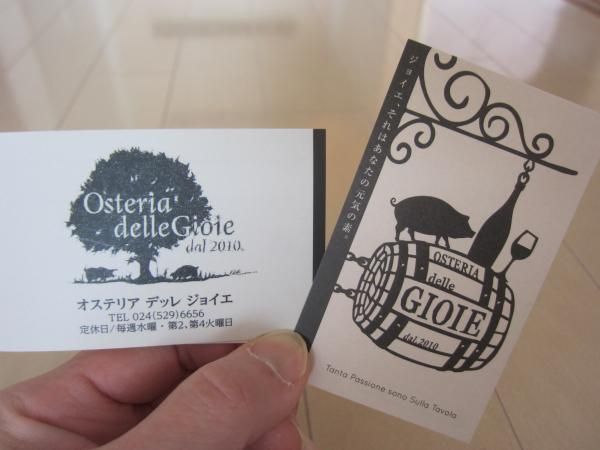 Osteria
delle Gioie
dal 2010.
オステリア デッレ ジョイエ
TEL 024(529)6656
定休日/毎週水曜・第2、第4火曜日
ジョイエ、それはあなたの元気の素。
OSTERIA
delle
GIOIE
dal.2010
Tanta Passione sono Sulla Tavola